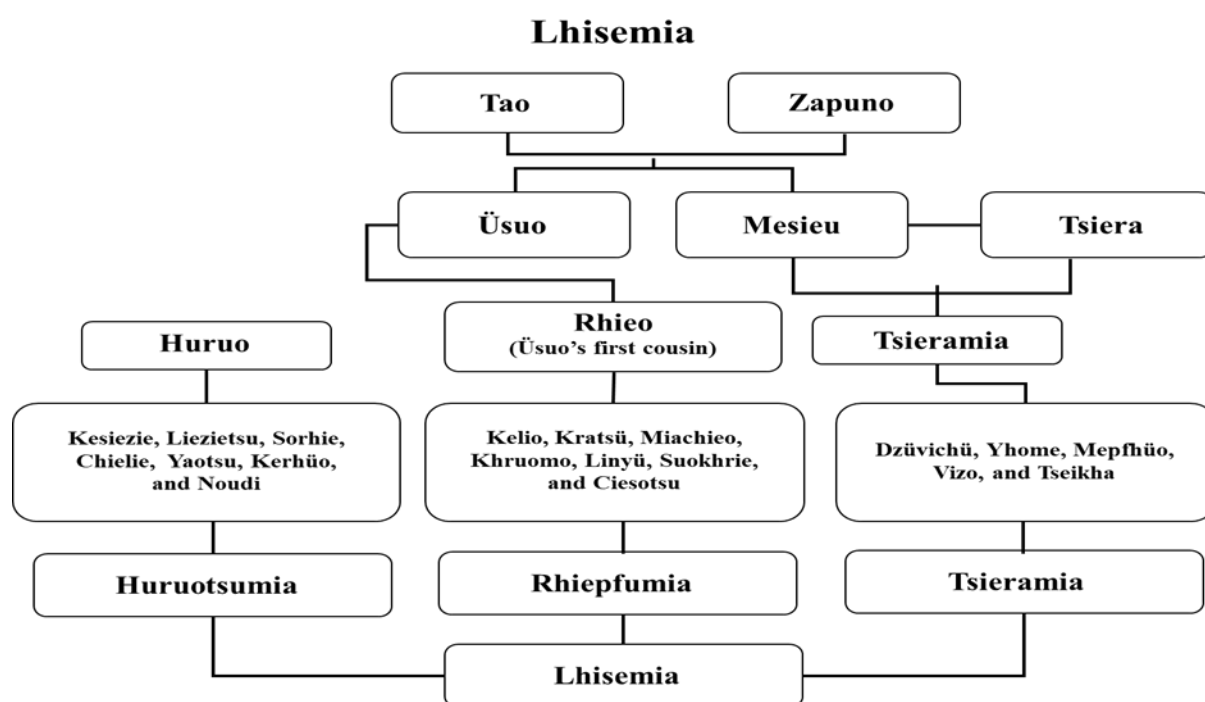 Lhisemia
Tao
Zapuno
Üsuo
Mesieu
Tsiera
Huruo
Rhieo
(Üsuo's first cousin)
Tsieramia
Kesiezie, Liezietsu, Sorhie,
Chielie, Yaotsu, Kerhüo,
and Noudi
Kelio, Kratsü, Miachieo,
Khruomo, Linyü, Suokhrie,
and Ciesotsu
Dzüvichü, Yhome, Mepfhüo,
Vizo, and Tseikha
Huruotsumia
Rhiepfumia
Tsieramia
Lhisemia